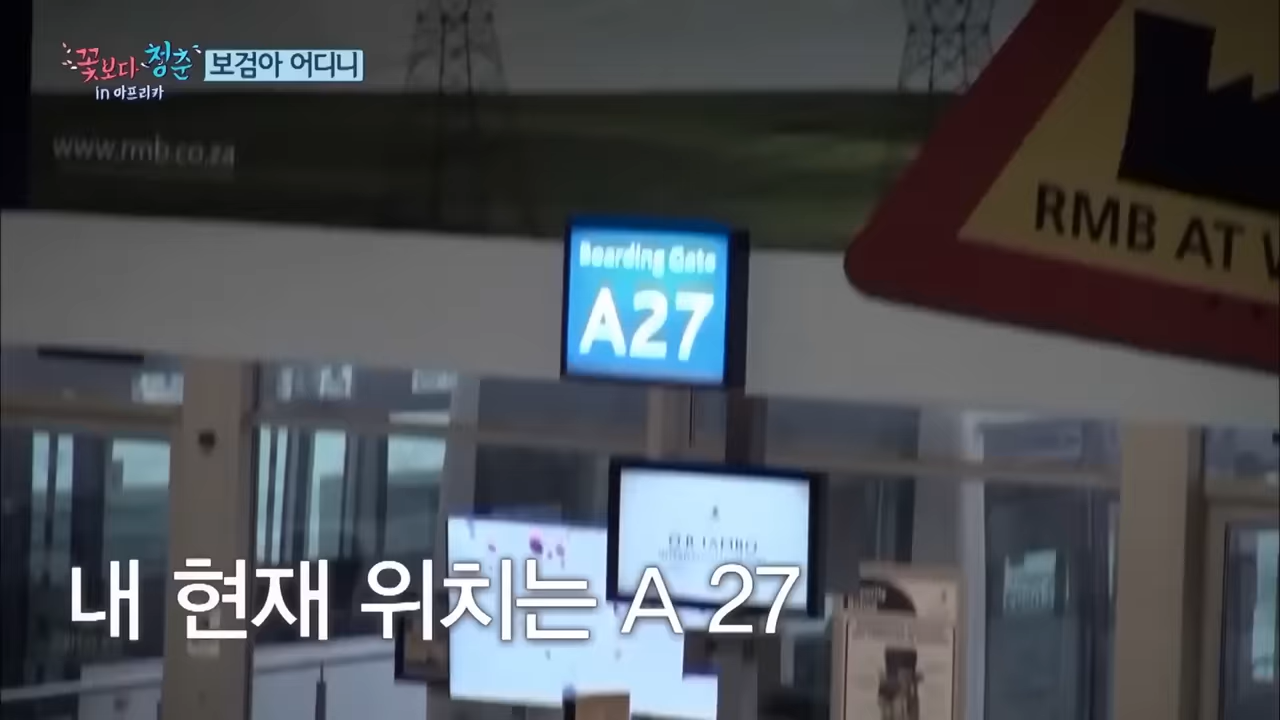 꽃보다 청춘
in 아프리카
보검아 어디니
www.rmb.co.za
RMB AT
Boarding Gate
A27
내 현재 위치는 A 27